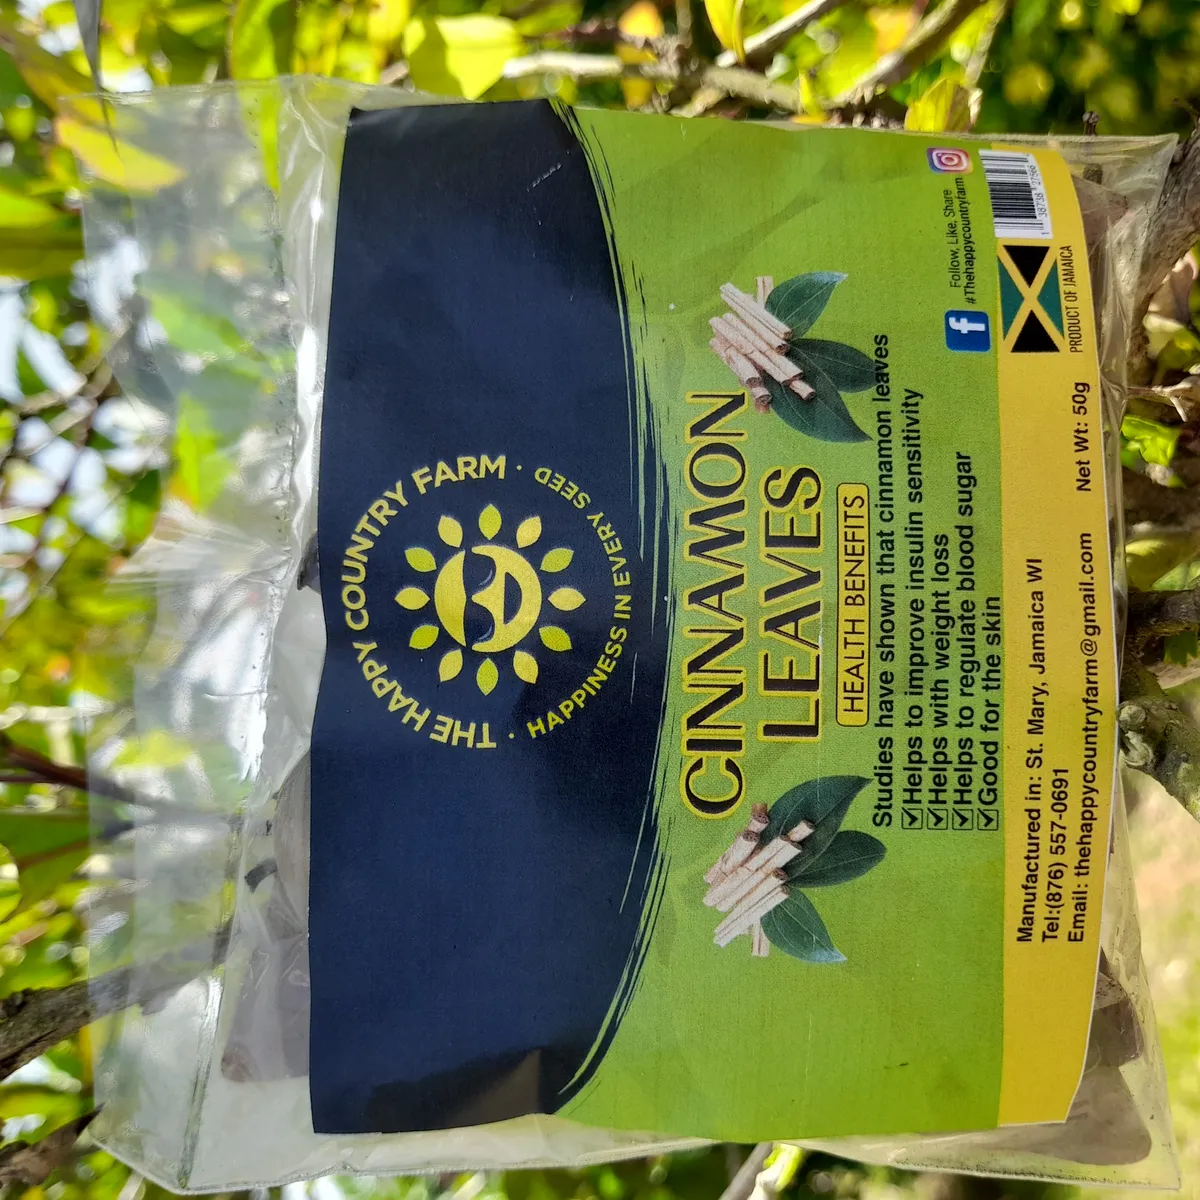 THE HAPPY COUNTRY FARM
HAPPINESS IN EVERY SEED
CINNAMON
LEAVES
HEALTH BENEFITS
Studies have shown that cinnamon leaves
Helps to improve insulin sensitivity
Helps with weight loss
Helps to regulate blood sugar
Good for the skin
Follow, Like, Share
#Thehappycountryfarm
Manufactured in: St. Mary, Jamaica WI
Tel:(876) 557-0691
Email: thehappycountryfarm@gmail.com
Net Wt: 50g
PRODUCT OF JAMAICA